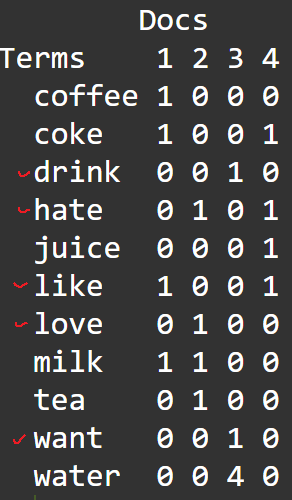 Docs
Terms 1 2 3 4
coffee 1 0 0 0
coke 1 0 0 1
drink 0 0 1 0
hate 0 1 0 1
juice 0 0 0 1
like 1 0 0 1
love 0 1 0 0
milk 1 1 0 0
tea 0 1 0 0
want 0 0 1 0
water 0 0 4 0